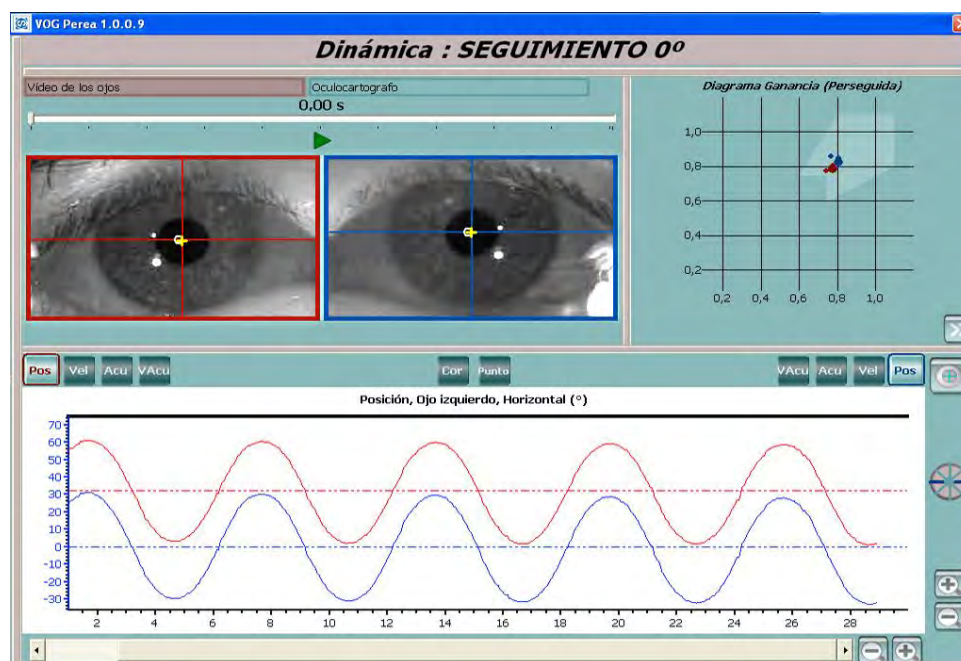 VOG Perea 1.0.0.9
Dinámica : SEGUIMIENTO 0º
Vídeo de los ojos
Oculocartografo
0,00 s
Diagrama Ganancia (Perseguida)
1,0
0,8
0,6
0,4
0,2
0,2 0,4 0,6 0,8 1,0
Pos Vel Acu VAcu Cor Punto VAcu Acu Vel Pos
Posición, Ojo izquierdo, Horizontal (°)
70
60
50
40
30
20
10
0
-10
-20
-30
2 4 6 8 10 12 14 16 18 20 22 24 26 28